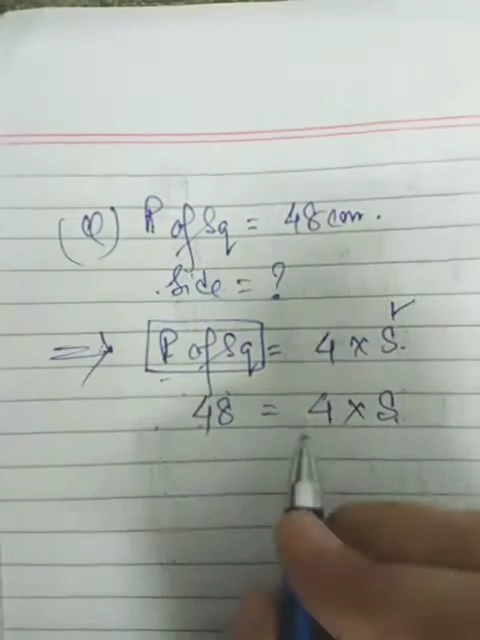 (Q) P of Sq = 48 cm.
Side = ?
⇒ P of Sq = 4 × S.
48 = 4 × S